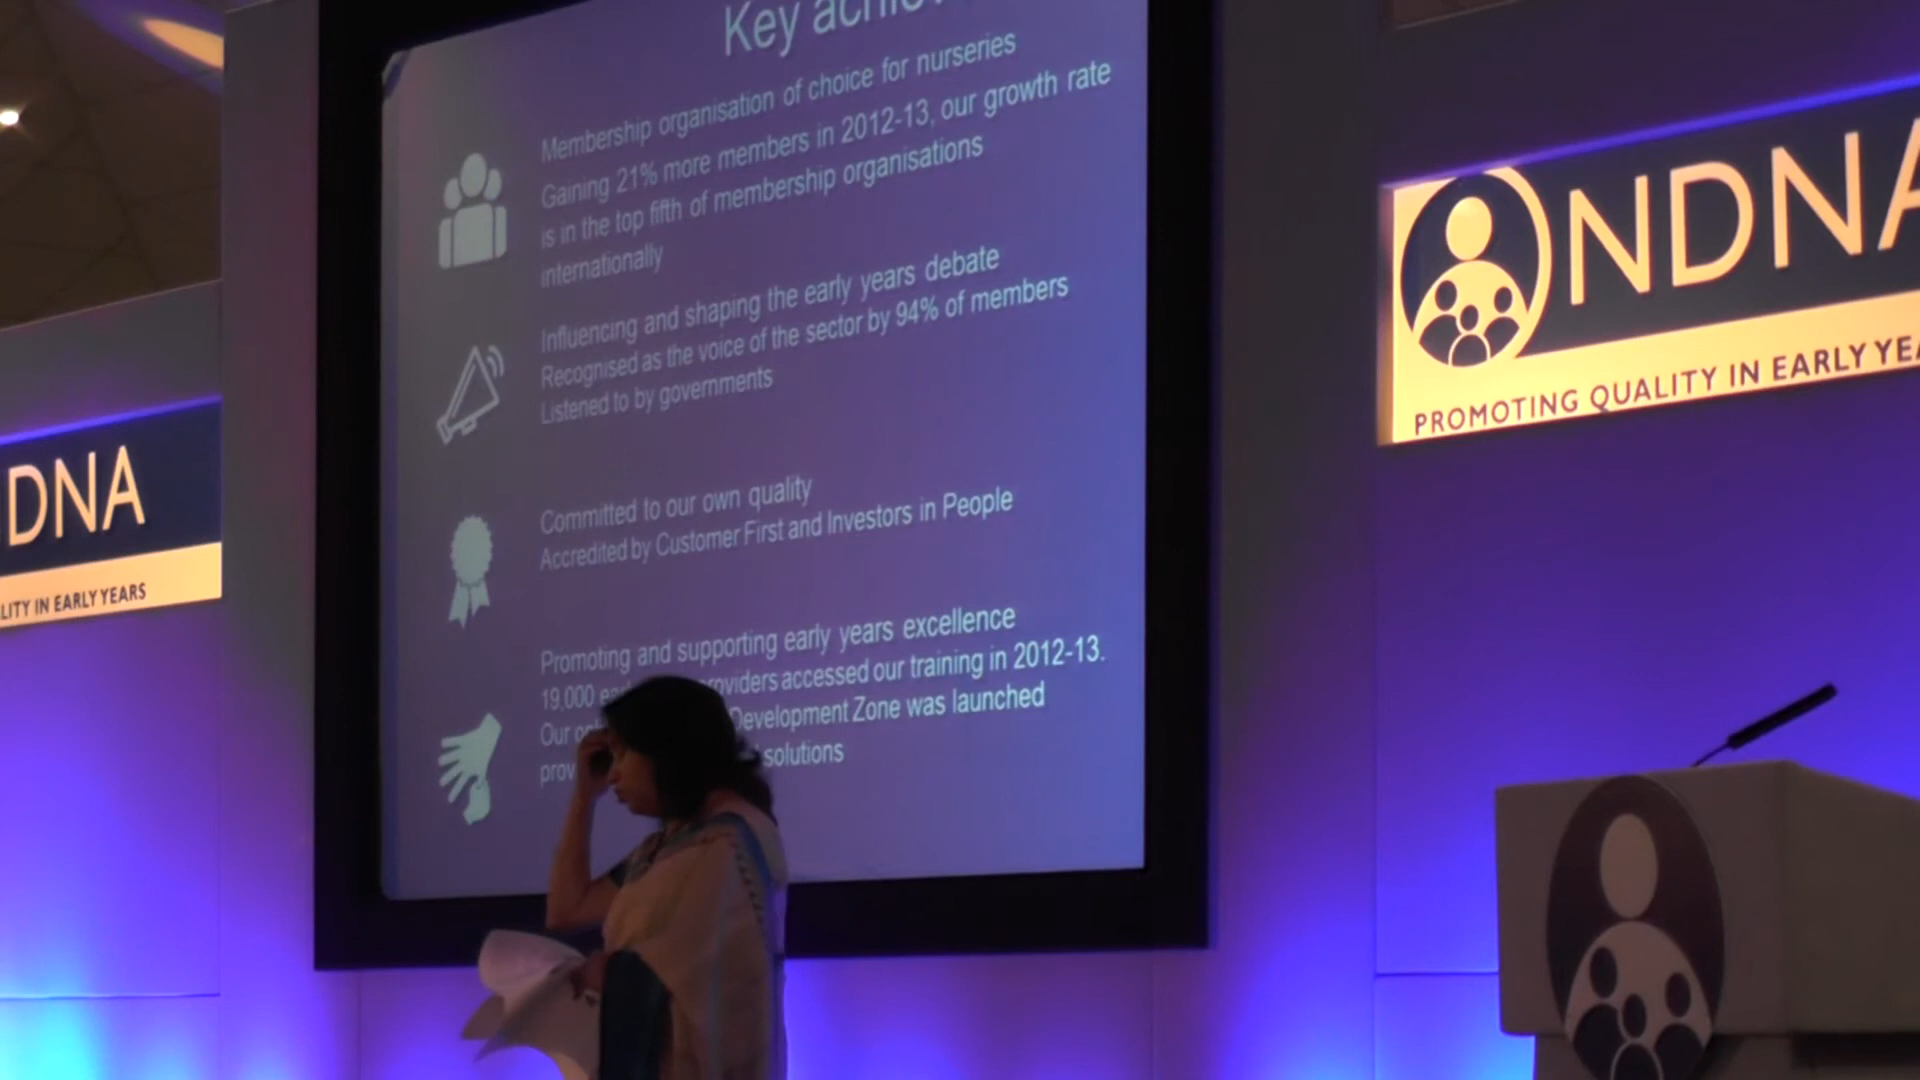 Key
Membership organisation of choice for nurseries
Gaining 21% more members in 2012-13, our growth rate
is in the top fifth of membership organisations
internationally
Influencing and shaping the early years debate
Recognised as the voice of the sector by 94% of members
Listened to by governments
Committed to our own quality
Accredited by Customer First and Investors in People
Promoting and supporting early years excellence
19,000 accessed our training in 2012-13.
Our Development Zone was launched
solutions
NDNA
PROMOTING QUALITY IN EARLY YEA
DNA
LITY IN EARLY YEARS